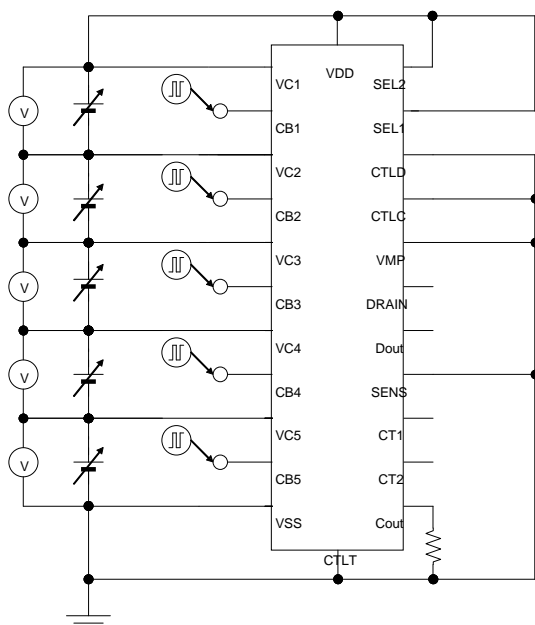 VDD
VC1
SEL2
V
CB1
SEL1
VC2
CTLD
V
CB2
CTLC
VC3
VMP
V
CB3
DRAIN
VC4
Dout
V
CB4
SENS
VC5
CT1
V
CB5
CT2
VSS
Cout
CTLT